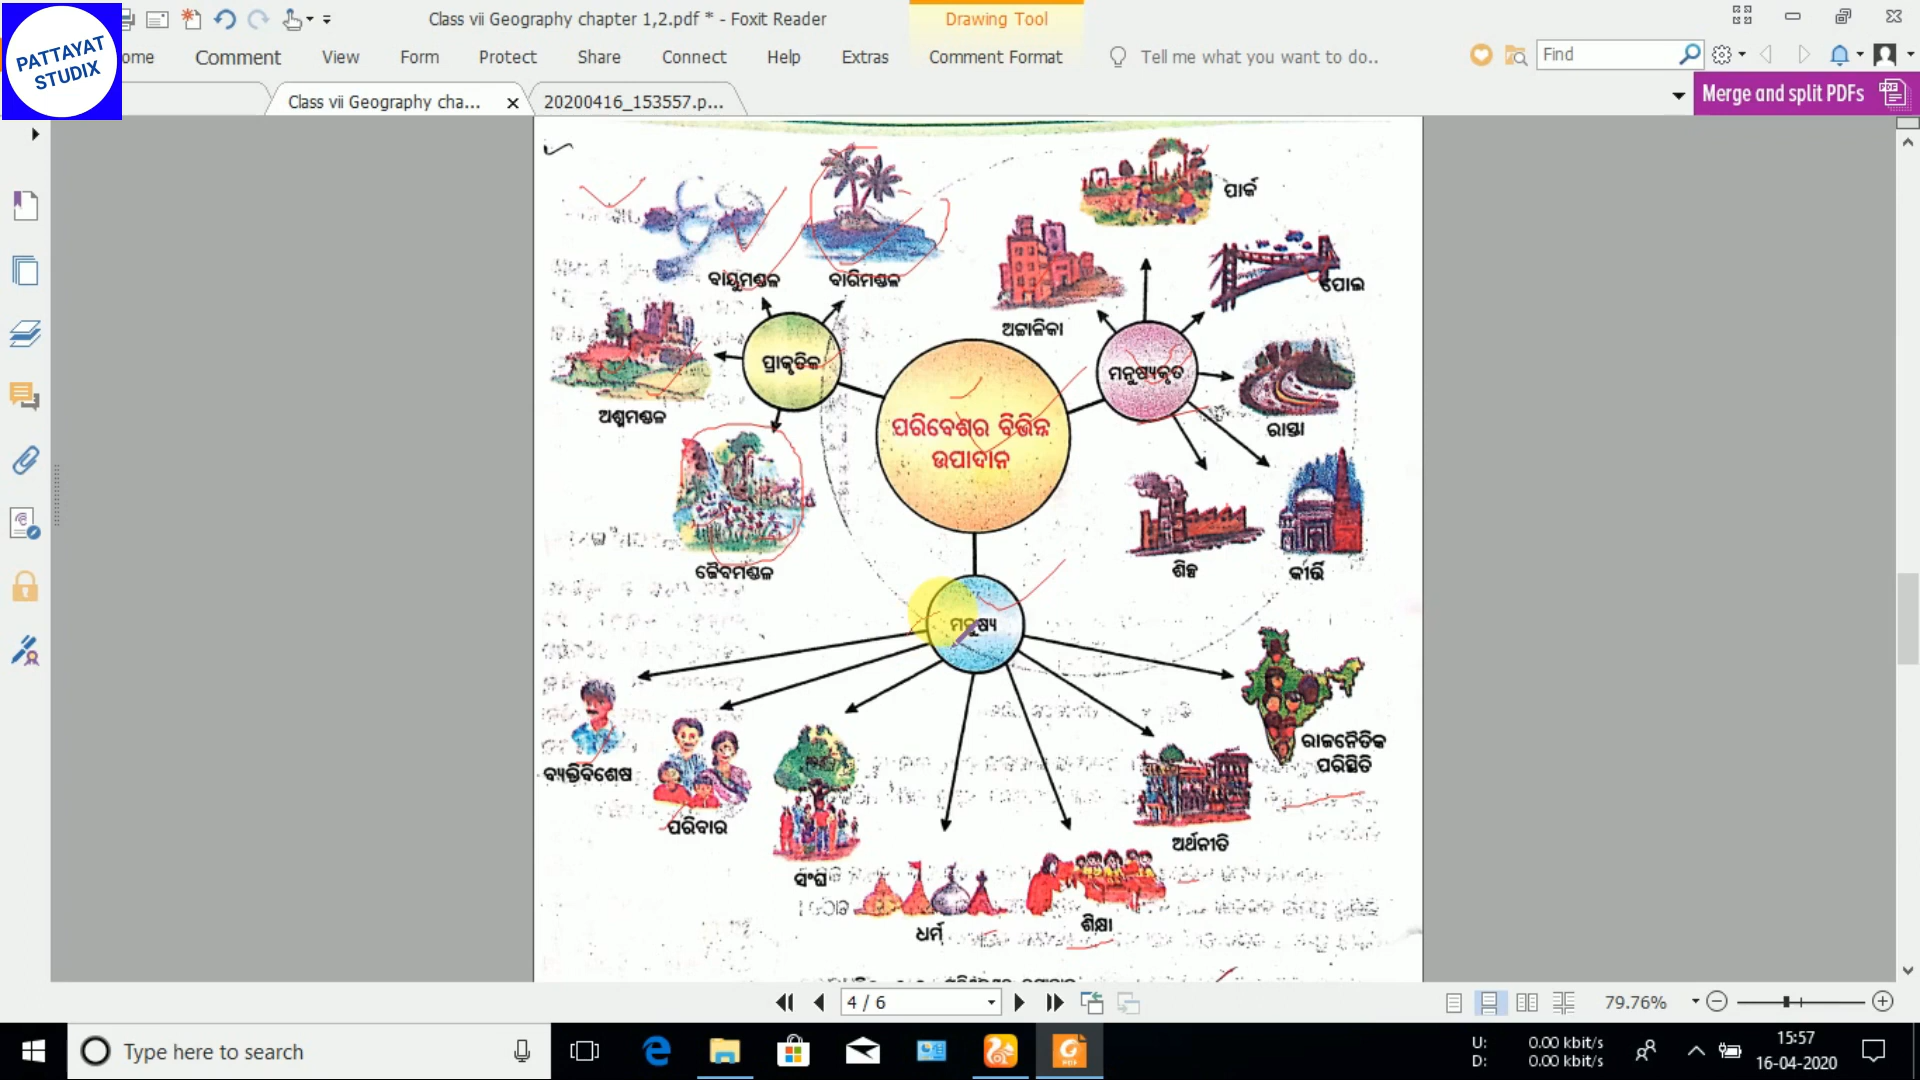 Class vii Geography chapter 1,2.pdf * - Foxit Reader
Drawing Tool
PATTAYAT
STUDIX
ome Comment View Form Protect Share Connect Help Extras Comment Format Tell me what you want to do.. Find
Class vii Geography cha... 20200416_153557.p... Merge and split PDFs
ପାର୍କ
ବାୟୁମଣ୍ଡଳ ବାରିମଣ୍ଡଳ ପୋଲ
ଅଟ୍ଟାଳିକା
ପ୍ରାକୃତିକ ମନୁଷ୍ୟକୃତ
ଅଶ୍ମମଣ୍ଡଳ ରାସ୍ତା
ପରିବେଶର ବିଭିନ୍ନ
ଉପାଦାନ
ଜୈବମଣ୍ଡଳ ଶିଳ୍ପ କୀର୍ତ୍ତି
ମନୁଷ୍ୟ
ରାଜନୈତିକ
ପରିସ୍ଥିତି
ବ୍ୟକ୍ତିବିଶେଷ
ପରିବାର ଅର୍ଥନୀତି
ସଂଘ
ଧର୍ମ ଶିକ୍ଷା
4 / 6 79.76%
Type here to search
U: 0.00 kbit/s
D: 0.00 kbit/s
15:57
16-04-2020